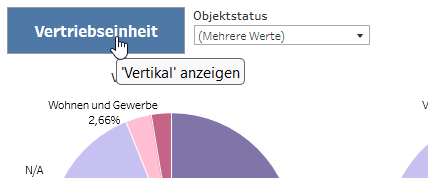 Objektstatus
Vertriebseinheit
(Mehrere Werte)
'Vertikal' anzeigen
Wohnen und Gewerbe
2,66%
N/A